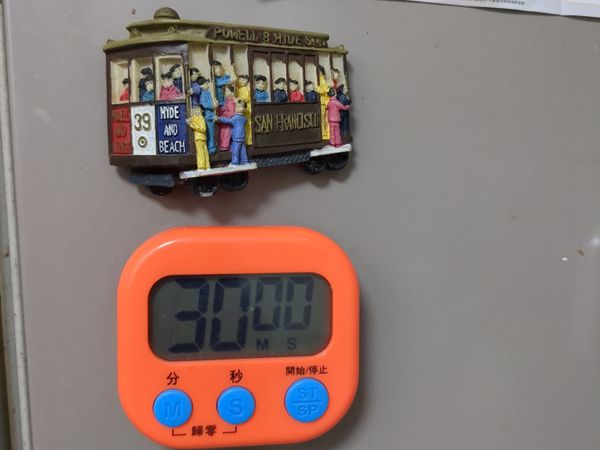 POWELL & HYDE STS.
39
HYDE
AND
BEACH
SAN FRANCISCO
30 00
M S
分 秒 開始/停止
M S ST
SP
歸零